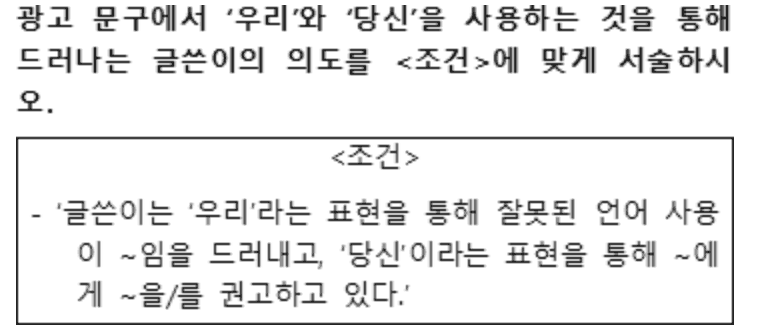 광고 문구에서 ‘우리’와 ‘당신’을 사용하는 것을 통해
드러나는 글쓴이의 의도를 <조건>에 맞게 서술하시
오.
<조건>
- ‘글쓴이는 ‘우리’라는 표현을 통해 잘못된 언어 사용
이 ~임을 드러내고, ‘당신’이라는 표현을 통해 ~에
게 ~을/를 권고하고 있다.’